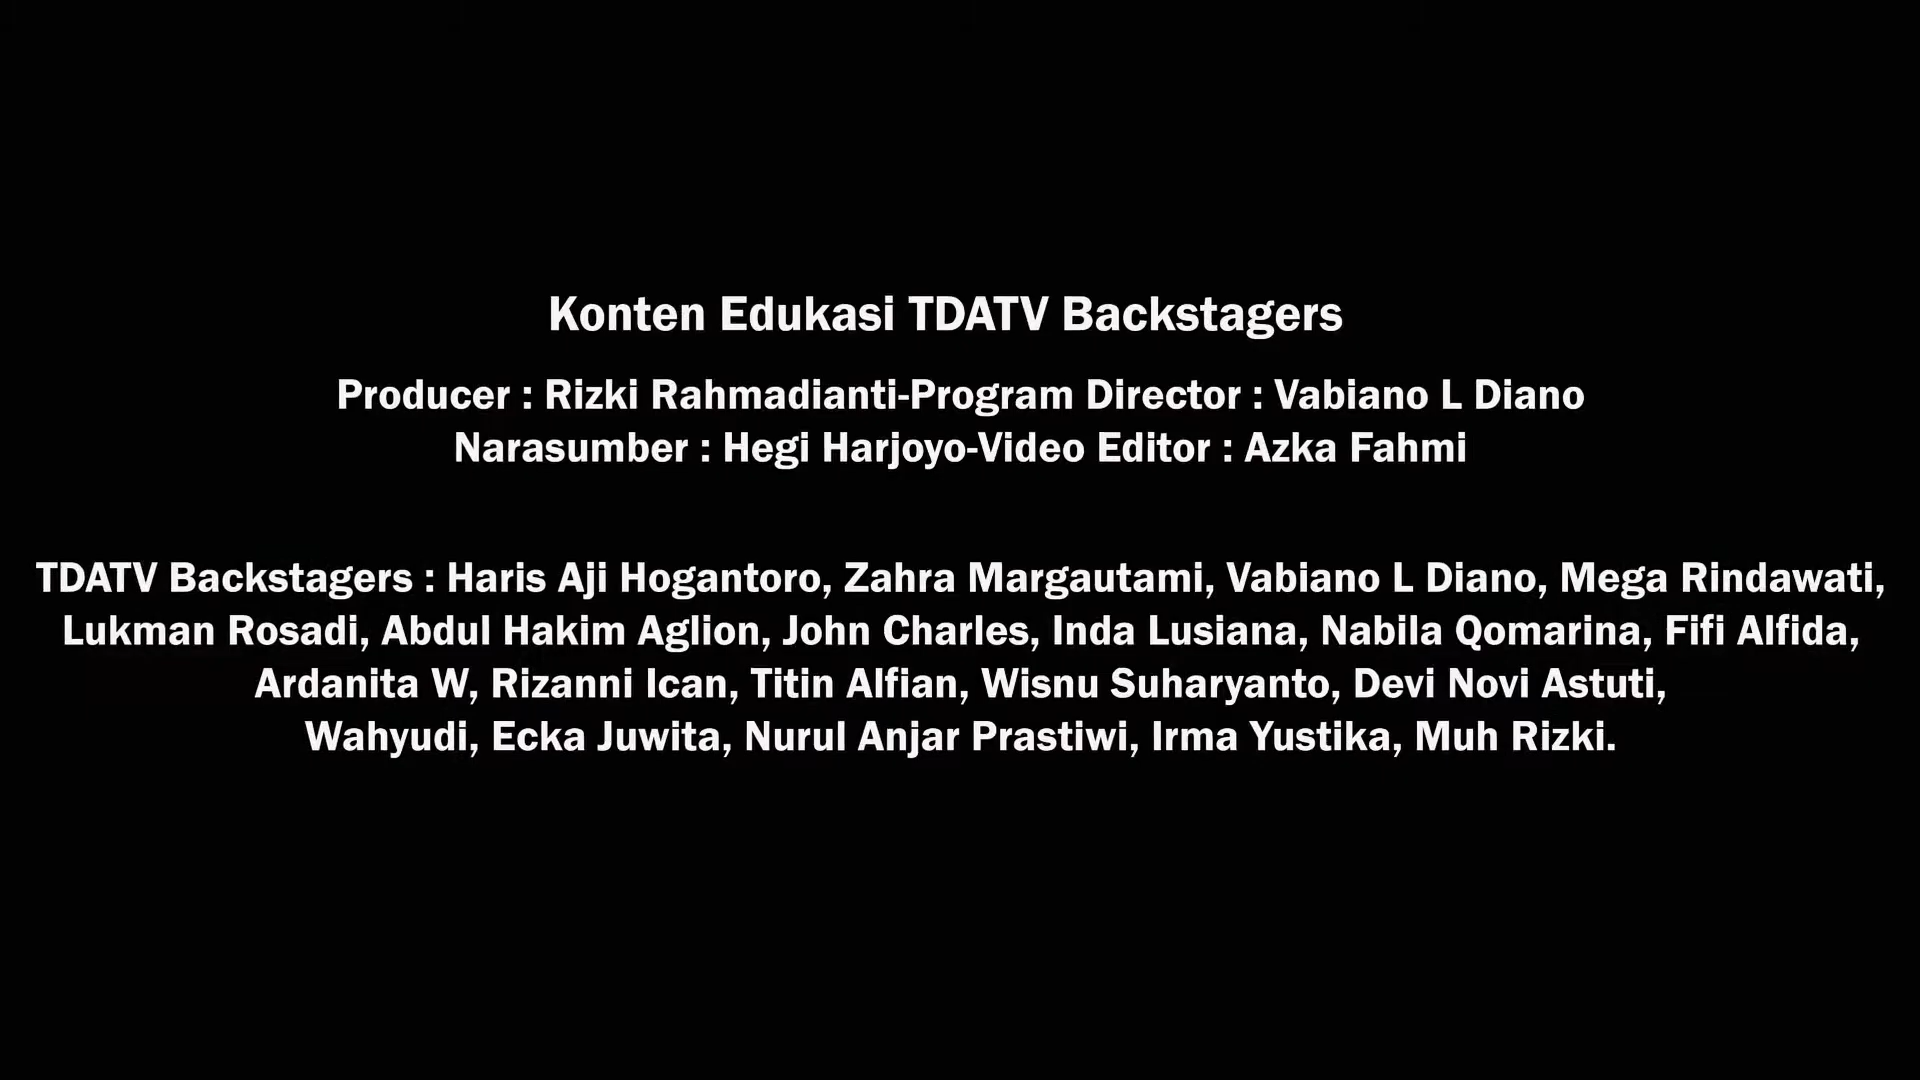 Konten Edukasi TDATV Backstagers
Producer : Rizki Rahmadianti-Program Director : Vabiano L Diano
Narasumber : Hegi Harjoyo-Video Editor : Azka Fahmi
TDATV Backstagers : Haris Aji Hogantoro, Zahra Margautami, Vabiano L Diano, Mega Rindawati,
Lukman Rosadi, Abdul Hakim Aglion, John Charles, Inda Lusiana, Nabila Qomarina, Fifi Alfida,
Ardanita W, Rizanni Ican, Titin Alfian, Wisnu Suharyanto, Devi Novi Astuti,
Wahyudi, Ecka Juwita, Nurul Anjar Prastiwi, Irma Yustika, Muh Rizki.